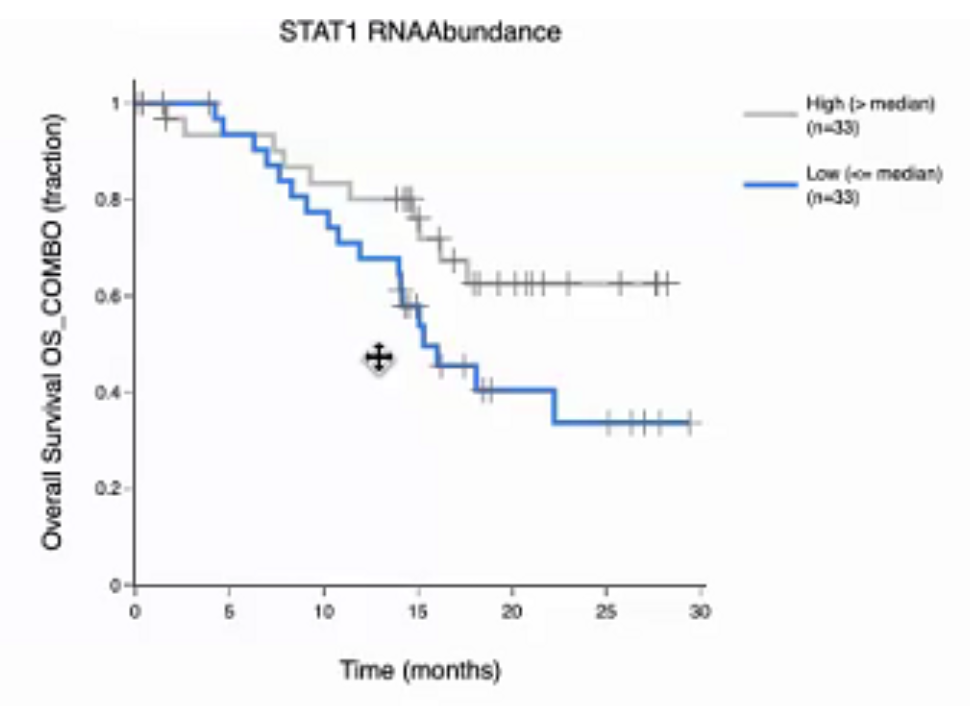 STAT1 RNAAbundance
High (> median)
(n=33)
Low (<= median)
(n=33)
Overall Survival OS_COMBO (fraction)
1
0.8
0.6
0.4
0.2
0
0 5 10 15 20 25 30
Time (months)